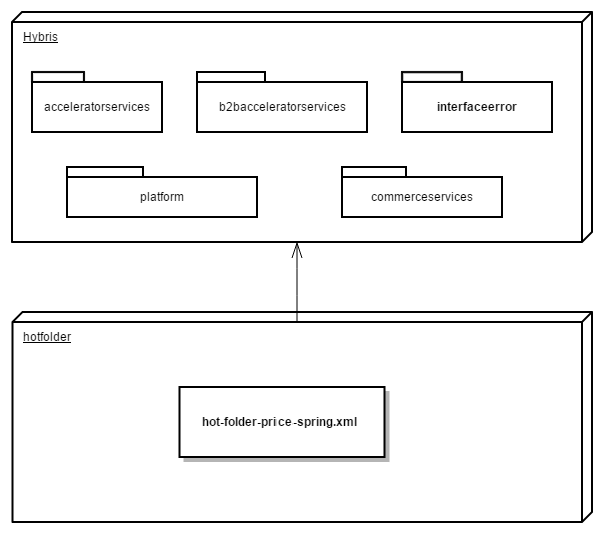 Hybris
acceleratorservices
b2bacceleratorservices
interfaceerror
platform
commerceservices
hotfolder
hot-folder-price-spring.xml